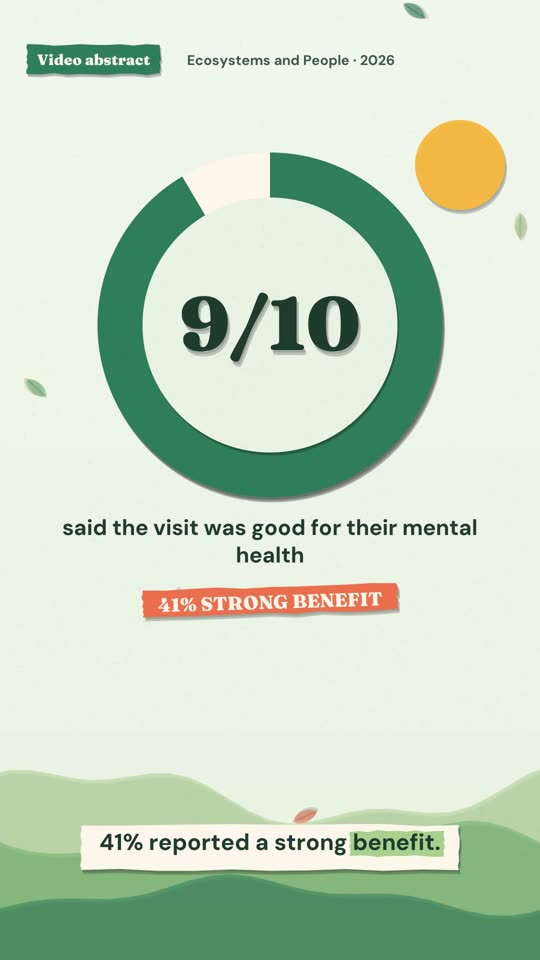 Video abstract
Ecosystems and People · 2026
9/10
said the visit was good for their mental
health
41% STRONG BENEFIT
41% reported a strong benefit.